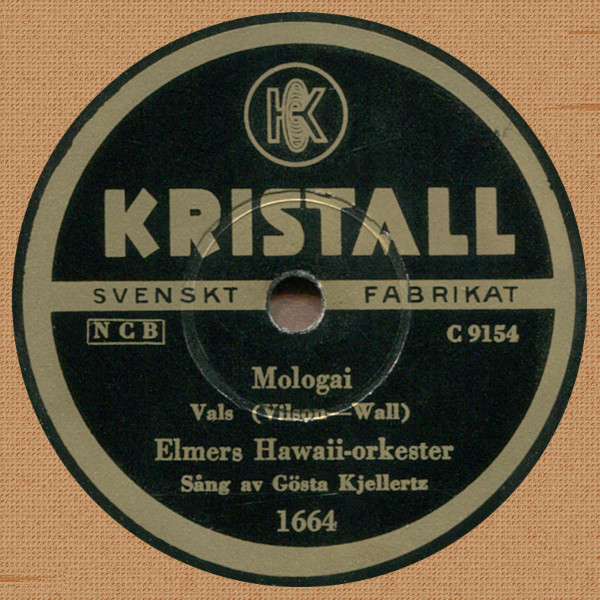 K
KRISTALL
SVENSKT FABRIKAT
NCB C 9154
Mologai
Vals (Vilson—Wall)
Elmers Hawaii-orkester
Sång av Gösta Kjellertz
1664